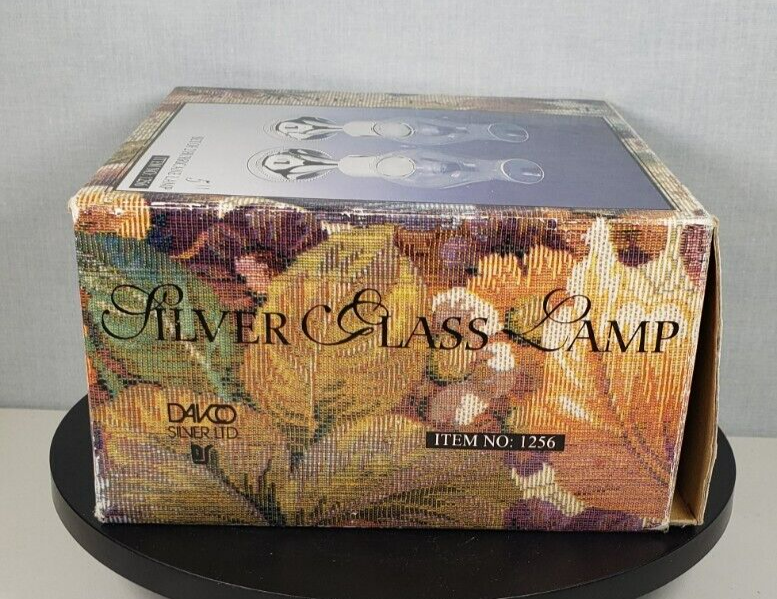 SILVER GLASS LAMP
DAVCO
SILVER LTD.
ITEM NO: 1256